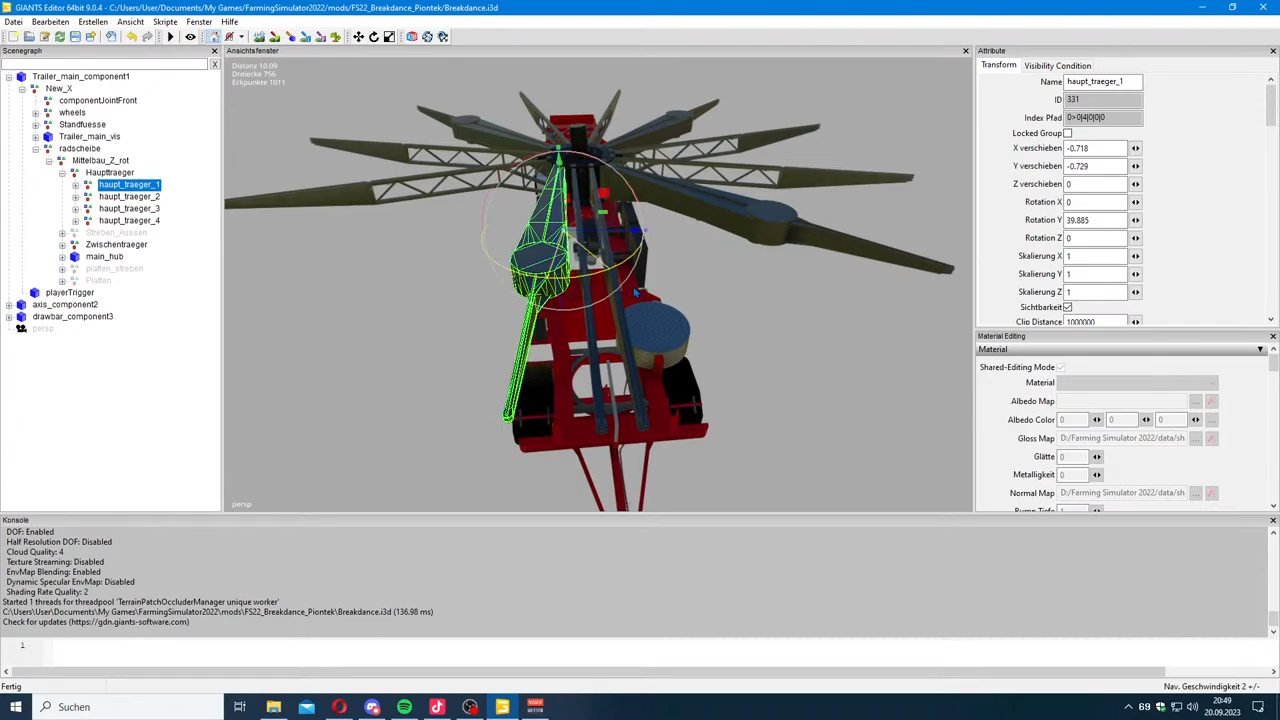 GIANTS Editor 64bit 9.0.4 - C:/Users/User/Documents/My Games/FarmingSimulator2022/mods/FS22_Breakdance_Piontek/Breakdance.i3d
Datei Bearbeiten Erstellen Ansicht Skripte Fenster Hilfe
Scenegraph
X
Trailer_main_component1
New_X
componentJointFront
wheels
Standfuesse
Trailer_main_vis
radscheibe
Mittelbau_Z_rot
Haupttraeger
haupt_traeger_1
haupt_traeger_2
haupt_traeger_3
haupt_traeger_4
Streben_Aussen
Zwischentraeger
main_hub
platten_streben
Platten
playerTrigger
axis_component2
drawbar_component3
persp
Ansichtsfenster
Distanz 10.09
Dreiecke 756
Eckpunkte 1011
persp
Attribute
Transform Visibility Condition
Name haupt_traeger_1
ID 331
Index Pfad 0>0|4|0|0|0
Locked Group
X verschieben -0.718
Y verschieben -0.729
Z verschieben 0
Rotation X 0
Rotation Y 39.885
Rotation Z 0
Skalierung X 1
Skalierung Y 1
Skalierung Z 1
Sichtbarkeit
Clip Distance 1000000
Material Editing
Material
Shared-Editing Mode
Material
Albedo Map
Albedo Color 0 0 0
Gloss Map D:/Farming Simulator 2022/data/sh
Glätte 0
Metalligkeit 0
Normal Map D:/Farming Simulator 2022/data/sh
Bump Tiefe
Konsole
DOF: Enabled
Half Resolution DOF: Disabled
Cloud Quality: 4
Texture Streaming: Disabled
EnvMap Blending: Enabled
Dynamic Specular EnvMap: Disabled
Shading Rate Quality: 2
Started 1 threads for threadpool 'TerrainPatchOccluderManager unique worker'
C:\Users\User\Documents\My Games\FarmingSimulator2022\mods\FS22_Breakdance_Piontek\Breakdance.i3d (136.98 ms)
Check for updates (https://gdn.giants-software.com)
1
Fertig
Nav. Geschwindigkeit 2 +/-
Suchen
20:49
20.09.2023